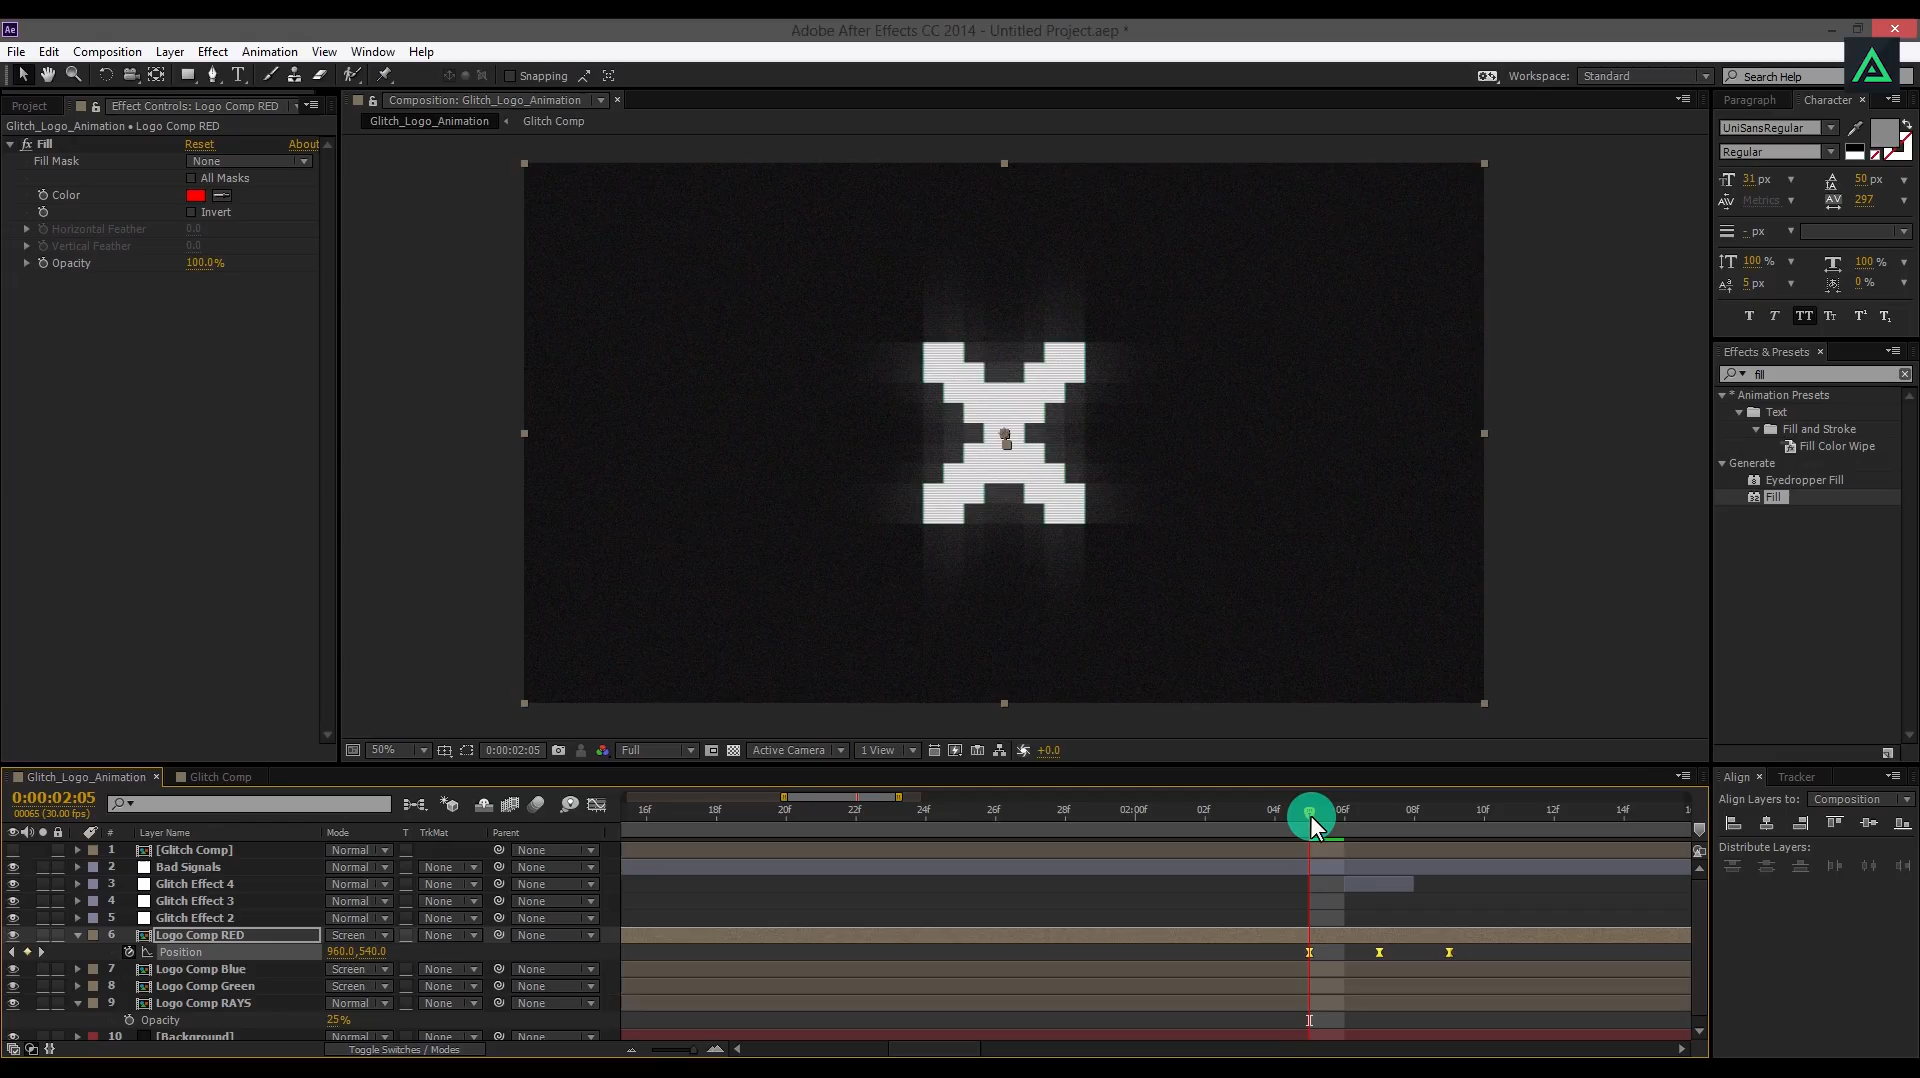 Ae
Adobe After Effects CC 2014 - Untitled Project.aep *
File Edit Composition Layer Effect Animation View Window Help
T Snapping Workspace: Standard Search Help
Project Effect Controls: Logo Comp RED
Glitch_Logo_Animation • Logo Comp RED
fx Fill Reset About
Fill Mask None
All Masks
Color
Invert
Horizontal Feather 0.0
Vertical Feather 0.0
Opacity 100.0%
Composition: Glitch_Logo_Animation
Glitch_Logo_Animation Glitch Comp
50% 0:00:02:05 Full Active Camera 1 View +0.0
Paragraph Character
UniSansRegular
Regular
31 px 50 px
Metrics 297
- px
100 % 100 %
5 px 0 %
T T TT Tт T¹ T₁
Effects & Presets
fill
* Animation Presets
Text
Fill and Stroke
Fill Color Wipe
Generate
Eyedropper Fill
Fill
Glitch_Logo_Animation Glitch Comp
0:00:02:05
00065 (30.00 fps)
16f 18f 20f 22f 24f 26f 28f 02:00f 02f 04f 06f 08f 10f 12f 14f
# Layer Name Mode T TrkMat Parent
1 [Glitch Comp] Normal None
2 Bad Signals Normal None None
3 Glitch Effect 4 Normal None None
4 Glitch Effect 3 Normal None None
5 Glitch Effect 2 Normal None None
6 Logo Comp RED Screen None None
Position 960.0,540.0
7 Logo Comp Blue Screen None None
8 Logo Comp Green Screen None None
9 Logo Comp RAYS Normal None None
Opacity 25%
10 [Background] Normal None None
Toggle Switches / Modes
Align Tracker
Align Layers to: Composition
Distribute Layers: